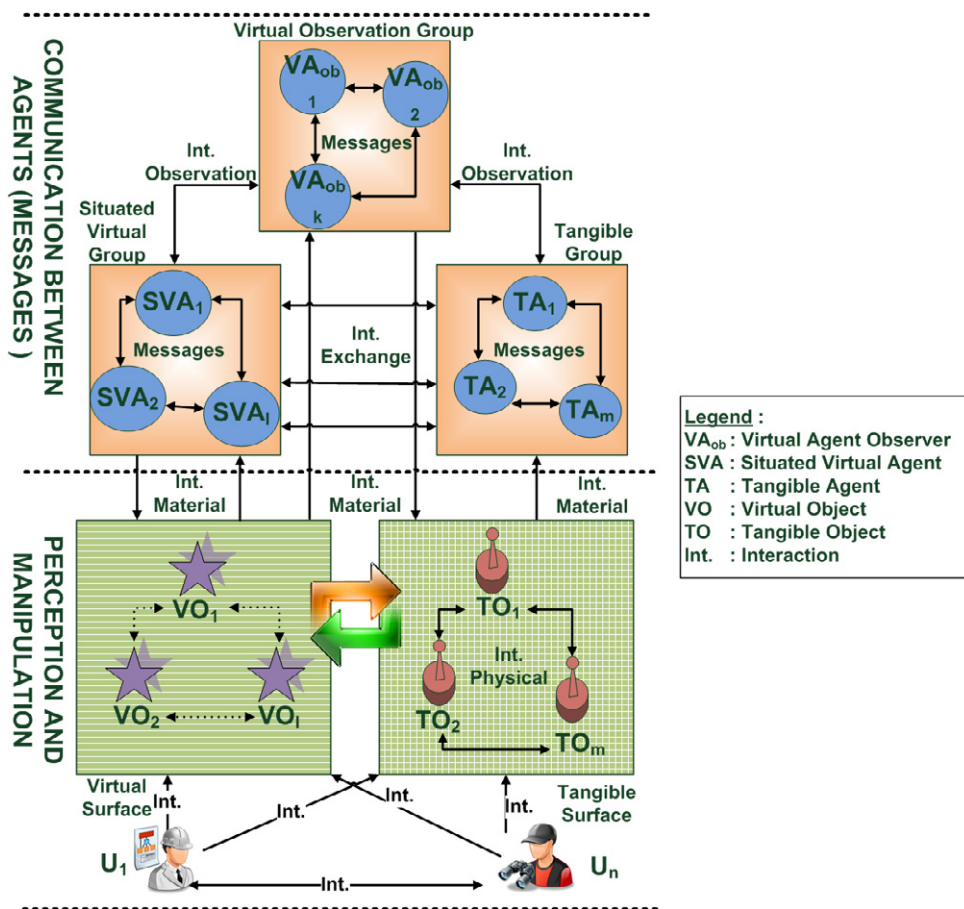 COMMUNICATION BETWEEN
AGENTS (MESSAGES )
Virtual Observation Group
VAob
1
VAob
2
Messages
VAob
k
Int.
Observation
Int.
Observation
Situated
Virtual
Group
Tangible
Group
SVA1
Messages
SVA2
SVAl
Int.
Exchange
TA1
Messages
TA2
TAm
Legend :
VAob : Virtual Agent Observer
SVA : Situated Virtual Agent
TA : Tangible Agent
VO : Virtual Object
TO : Tangible Object
Int. : Interaction
PERCEPTION AND
MANIPULATION
Int.
Material
Int.
Material
Int.
Material
VO1
VO2
VOl
TO1
Int.
Physical
TO2
TOm
Virtual
Surface
Tangible
Surface
Int.
Int.
Int.
Int.
U1
Un
Int.